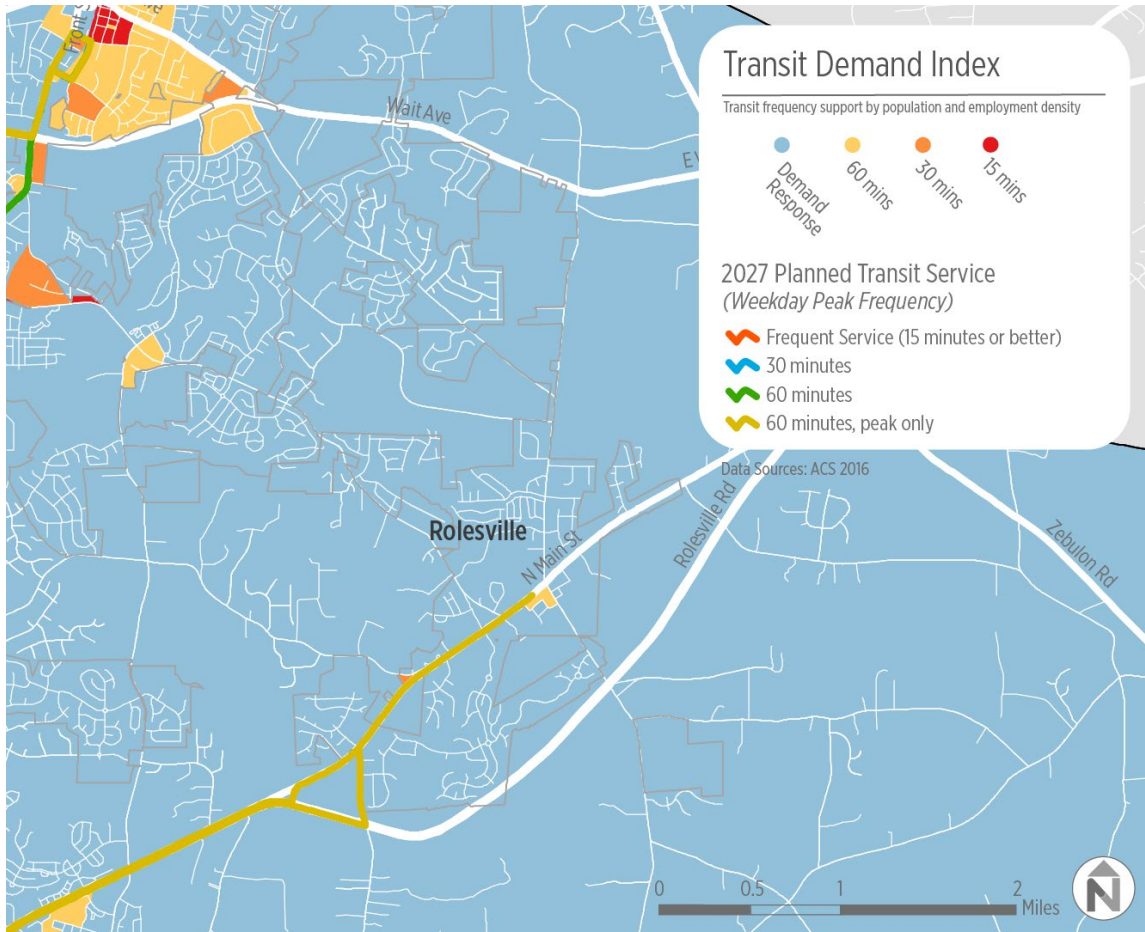 Transit Demand Index
Transit frequency support by population and employment density
Demand
Response
60 mins
30 mins
15 mins
2027 Planned Transit Service
(Weekday Peak Frequency)
Frequent Service (15 minutes or better)
30 minutes
60 minutes
60 minutes, peak only
Data Sources: ACS 2016
Front S
Wait Ave
E
Rolesville
N Main St
Rolesville Rd
Zebulon Rd
0 0.5 1 2
Miles
N